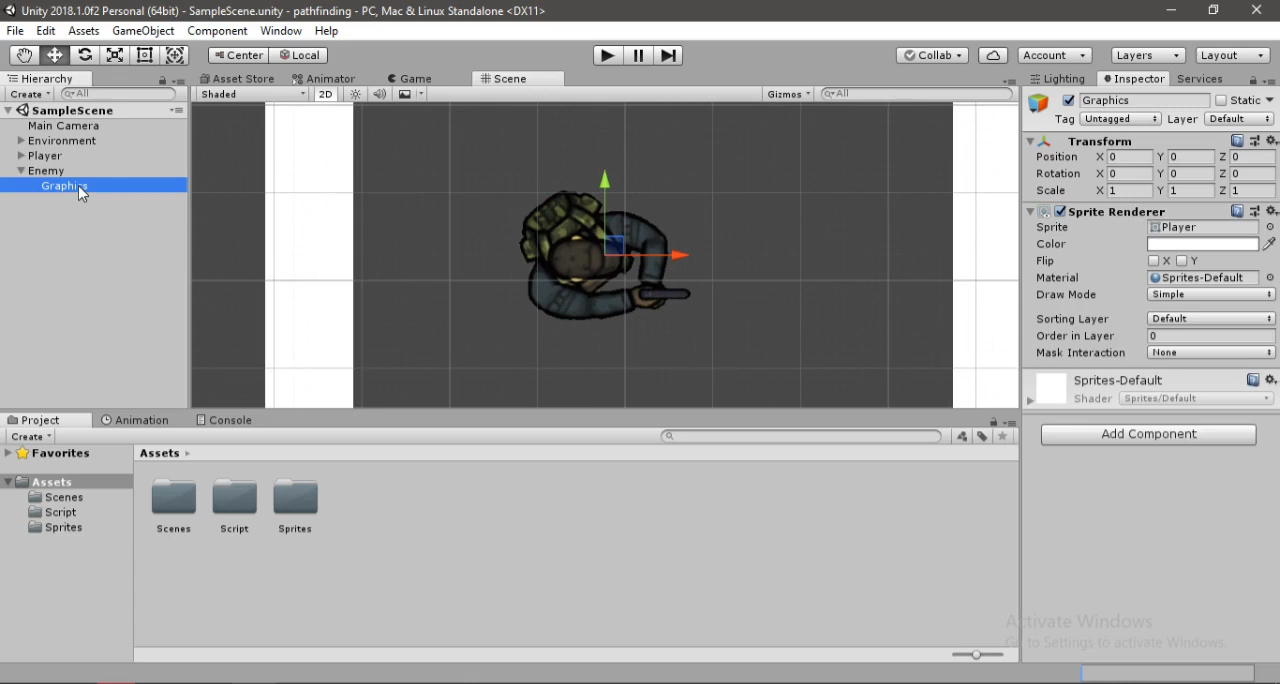 Unity 2018.1.0f2 Personal (64bit) - SampleScene.unity - pathfinding - PC, Mac & Linux Standalone <DX11>
File Edit Assets GameObject Component Window Help
Center Local Collab Account Layers Layout
Hierarchy Asset Store Animator Game Scene Lighting Inspector Services
Create All Shaded 2D Gizmos All
SampleScene
Main Camera
Environment
Player
Enemy
Graphics
Graphics Static
Tag Untagged Layer Default
Transform
Position X 0 Y 0 Z 0
Rotation X 0 Y 0 Z 0
Scale X 1 Y 1 Z 1
Sprite Renderer
Sprite Player
Color
Flip X Y
Material Sprites-Default
Draw Mode Simple
Sorting Layer Default
Order in Layer 0
Mask Interaction None
Sprites-Default
Shader Sprites/Default
Add Component
Project Animation Console
Create
Favorites
Assets
Scenes
Script
Sprites
Assets
Scenes Script Sprites
Activate Windows
Go to Settings to activate Windows.